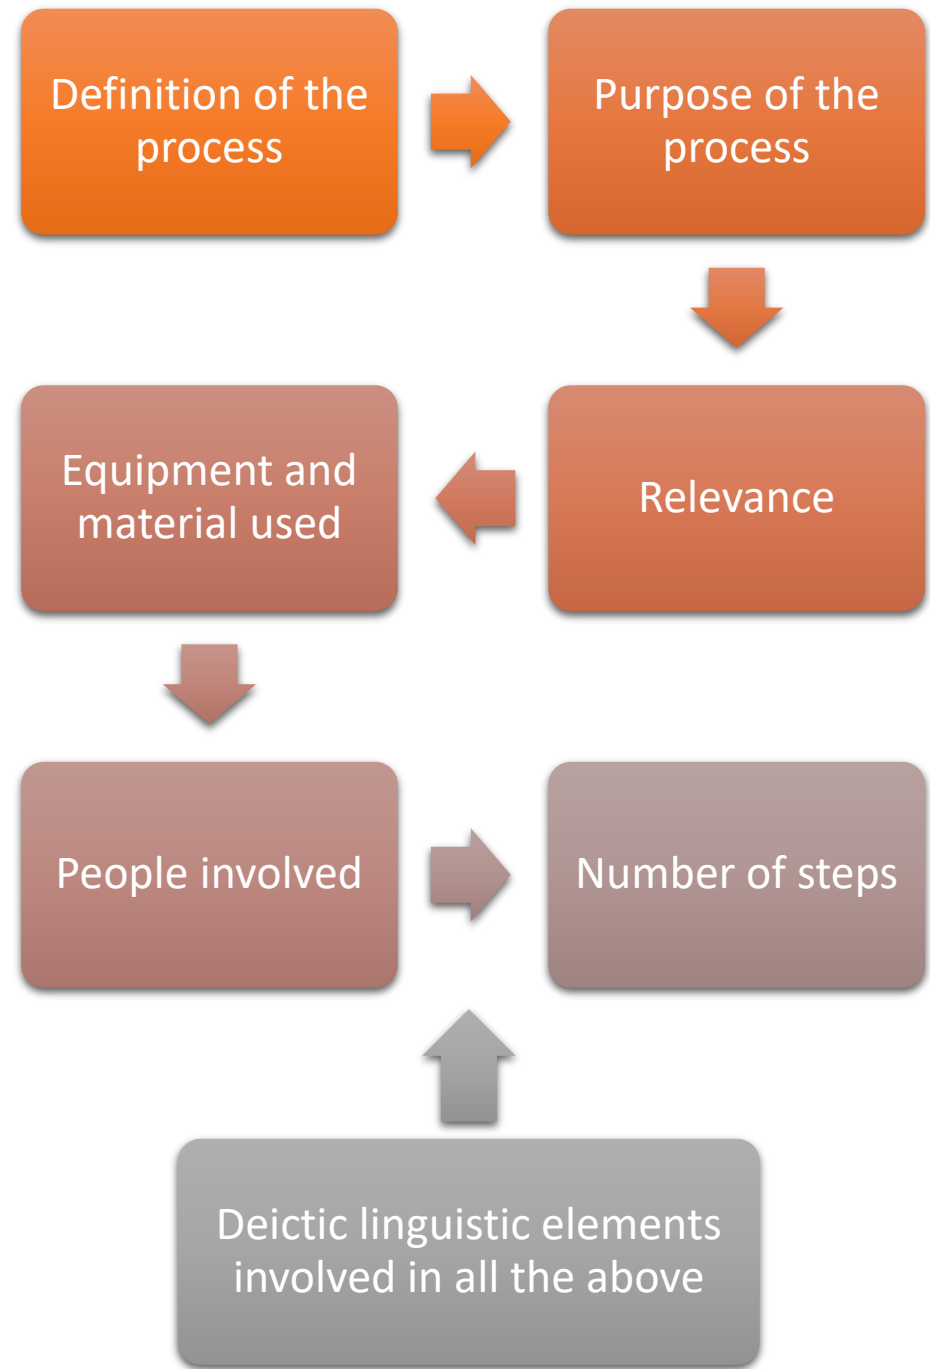 Definition of the
process
Purpose of the
process
Relevance
Equipment and
material used
People involved
Number of steps
Deictic linguistic elements
involved in all the above